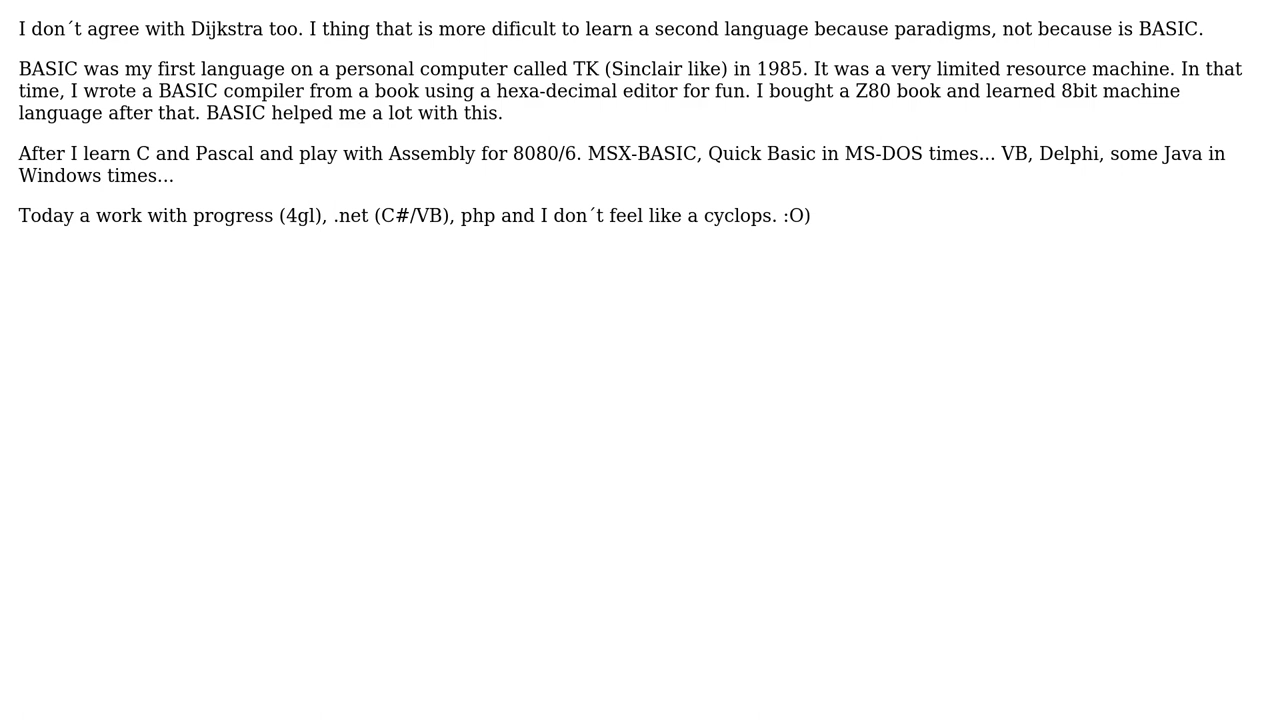 I don´t agree with Dijkstra too. I thing that is more dificult to learn a second language because paradigms, not because is BASIC.
BASIC was my first language on a personal computer called TK (Sinclair like) in 1985. It was a very limited resource machine. In that
time, I wrote a BASIC compiler from a book using a hexa-decimal editor for fun. I bought a Z80 book and learned 8bit machine
language after that. BASIC helped me a lot with this.
After I learn C and Pascal and play with Assembly for 8080/6. MSX-BASIC, Quick Basic in MS-DOS times... VB, Delphi, some Java in
Windows times...
Today a work with progress (4gl), .net (C#/VB), php and I don´t feel like a cyclops. :O)